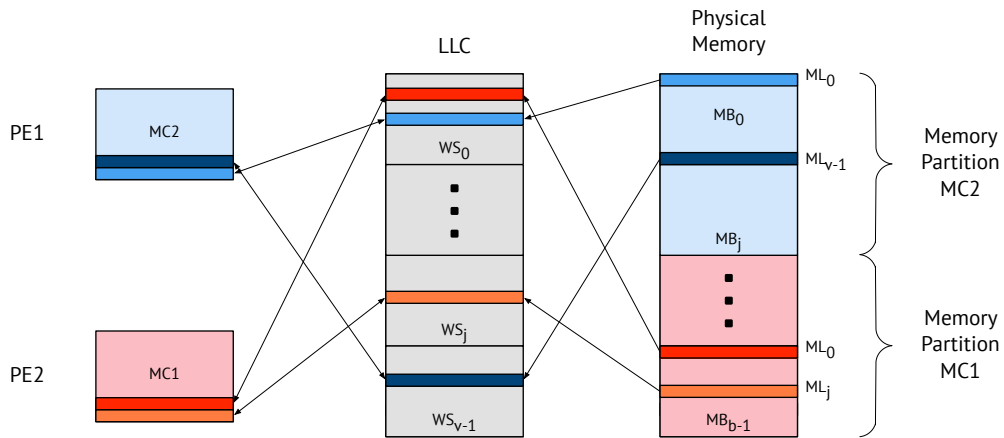 LLC
Physical
Memory
PE1
MC2
PE2
MC1
WS0
WSj
WSv-1
MB0
MBj
MBb-1
ML0
MLv-1
ML0
MLj
Memory
Partition
MC2
Memory
Partition
MC1